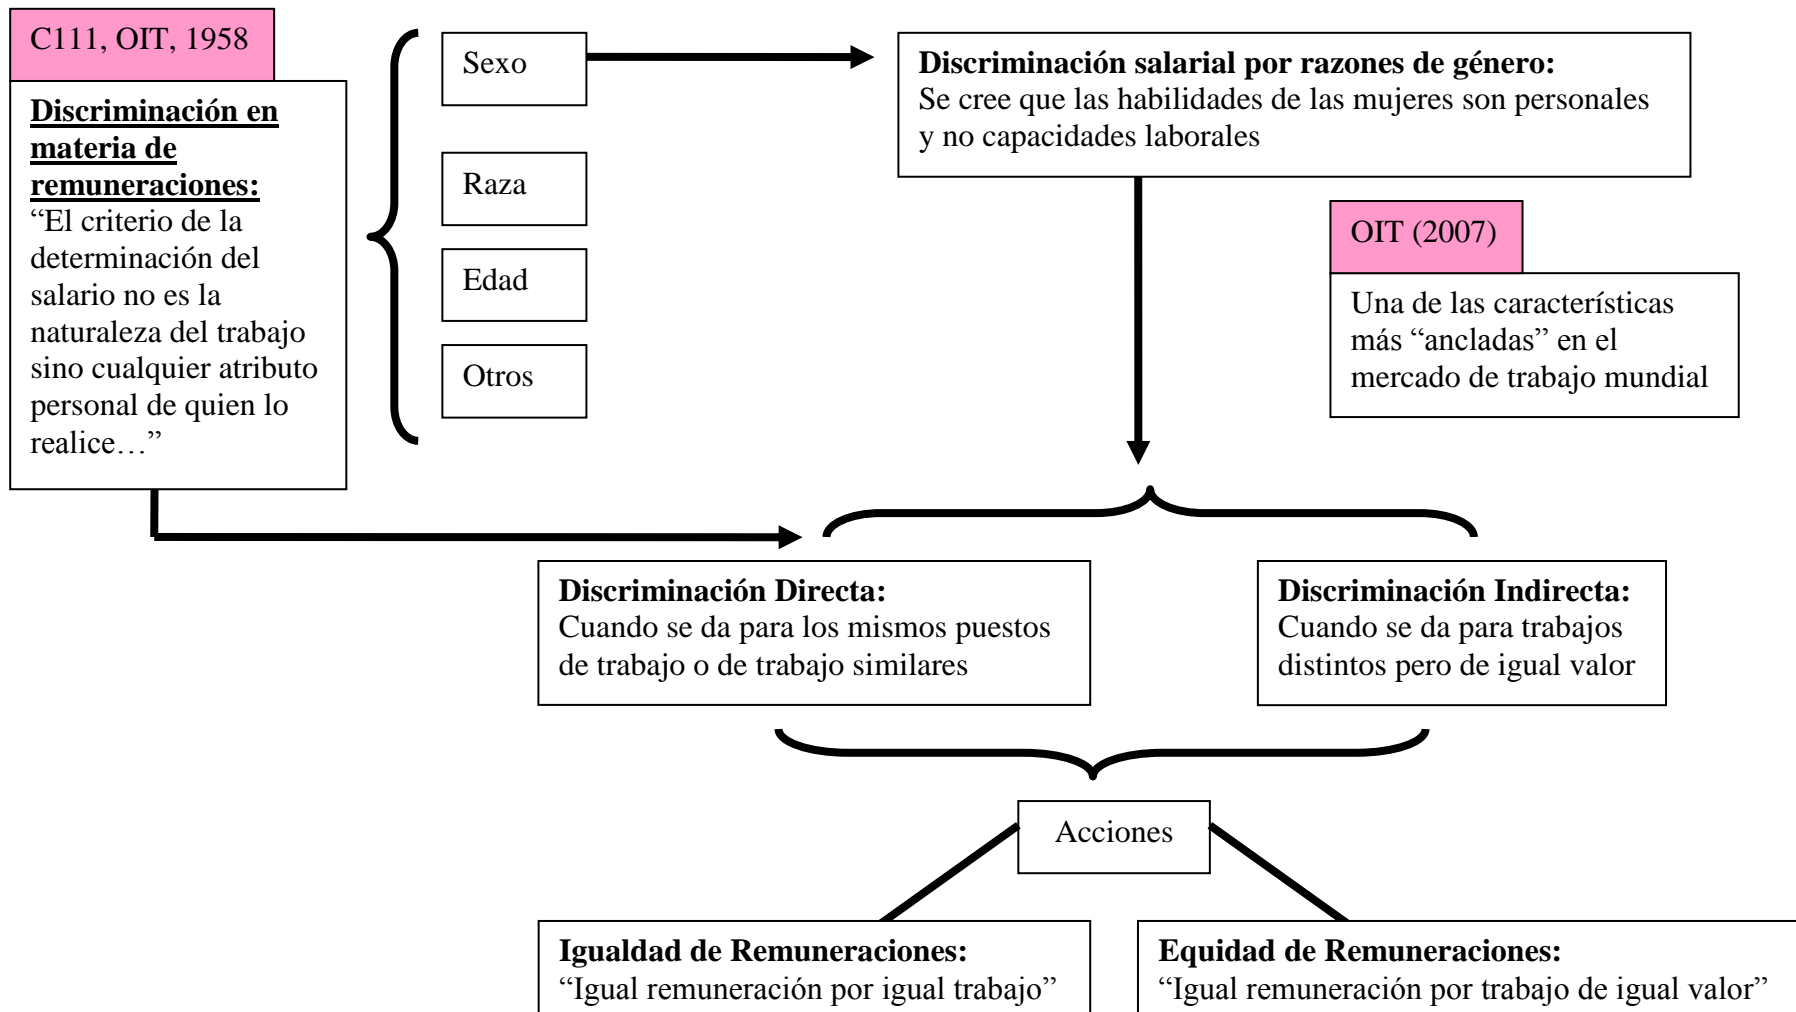 C111, OIT, 1958
Discriminación en
materia de
remuneraciones:
“El criterio de la
determinación del
salario no es la
naturaleza del trabajo
sino cualquier atributo
personal de quien lo
realice…”
Sexo
Raza
Edad
Otros
Discriminación salarial por razones de género:
Se cree que las habilidades de las mujeres son personales
y no capacidades laborales
OIT (2007)
Una de las características
más “ancladas” en el
mercado de trabajo mundial
Discriminación Directa:
Cuando se da para los mismos puestos
de trabajo o de trabajo similares
Discriminación Indirecta:
Cuando se da para trabajos
distintos pero de igual valor
Acciones
Igualdad de Remuneraciones:
“Igual remuneración por igual trabajo”
Equidad de Remuneraciones:
“Igual remuneración por trabajo de igual valor”